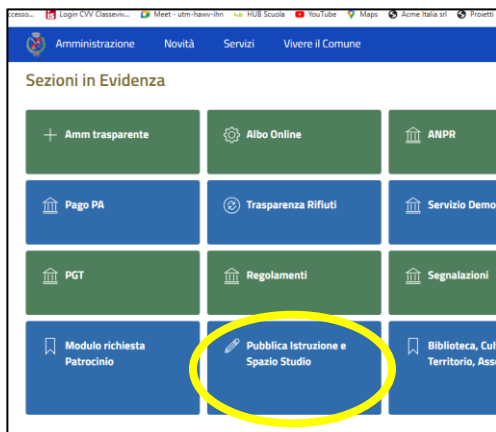 Login CVV Classeviv...
Meet - utm-hawv-ihn
HUB Scuola
YouTube
Maps
Acme Italia srl
Proietti
Amministrazione
Novità
Servizi
Vivere il Comune
Sezioni in Evidenza
Amm trasparente
Albo Online
ANPR
Pago PA
Trasparenza Rifiuti
Servizio Demo
PGT
Regolamenti
Segnalazioni
Modulo richiesta
Patrocinio
Pubblica Istruzione e
Spazio Studio
Biblioteca, Cul
Territorio, Asso